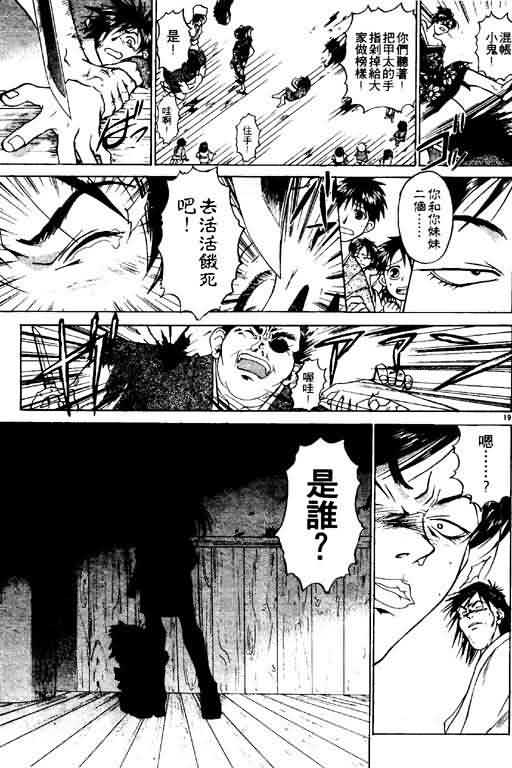 混帳
小鬼！
你們聽著！
把甲太的手
指剁掉給大
家做榜樣！
是！
住手！
哇啊！
你和你妹妹
二個……
去活活餓死
吧！
喔哇！
19
嗯……？
是誰？